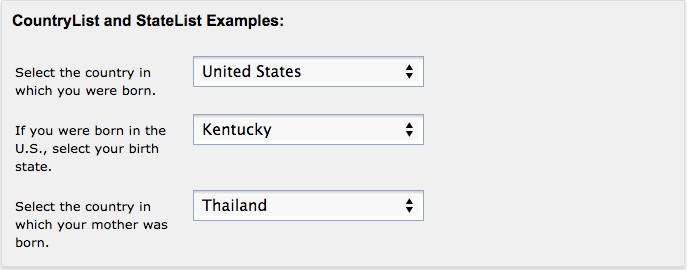 CountryList and StateList Examples:
Select the country in
which you were born.
United States
If you were born in the
U.S., select your birth
state.
Kentucky
Select the country in
which your mother was
born.
Thailand